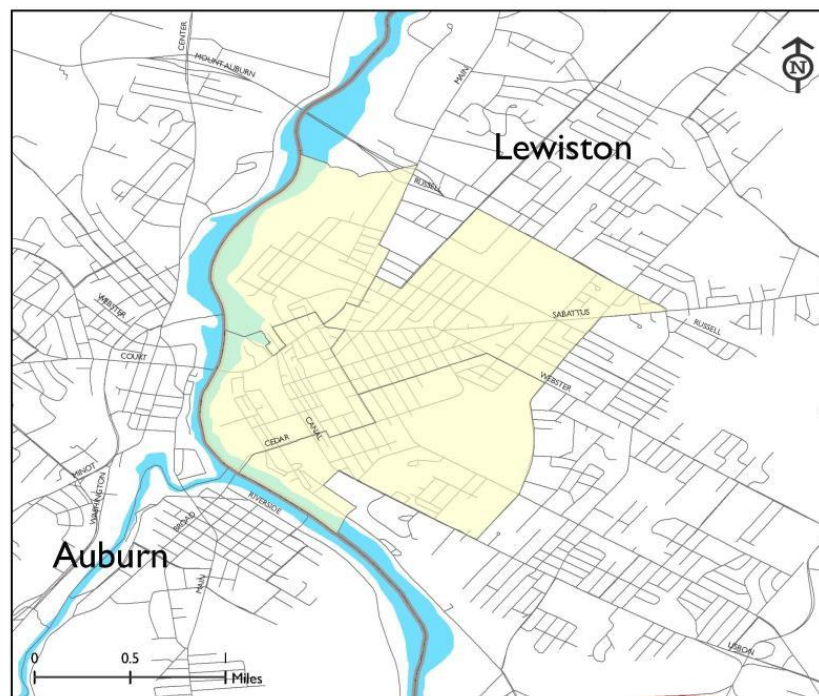 CENTER
MOUNT AUBURN
MAIN
N
Lewiston
RUSSELL
WEBSTER
SABATTUS
RUSSELL
COURT
WEBSTER
CEDAR
CANAL
MINOT
WASHINGTON
RIVERSIDE
BROAD
Auburn
MAIN
LISBON
0 0.5 1
Miles